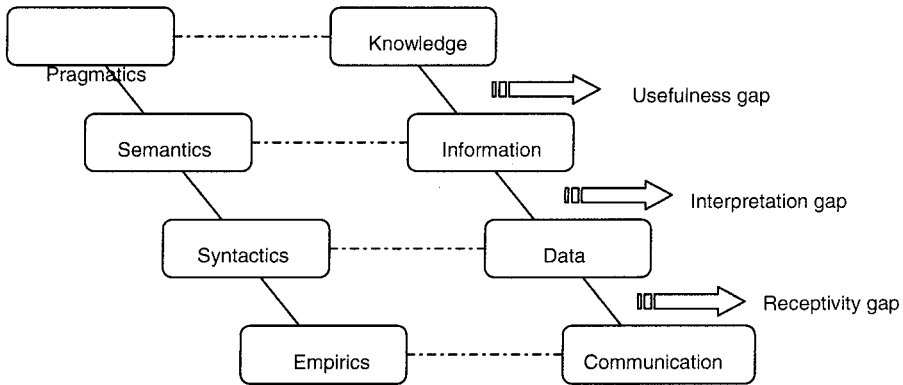 Knowledge
Pragmatics
Usefulness gap
Semantics
Information
Interpretation gap
Syntactics
Data
Receptivity gap
Empirics
Communication